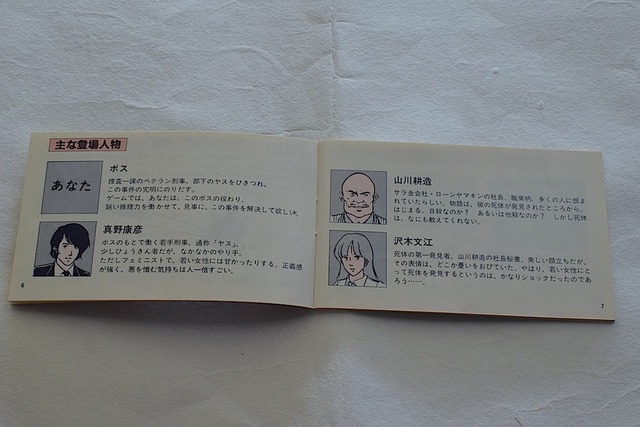 主な登場人物
あなた
ボス
捜査一課のベテラン刑事。部下のヤスをひきつれ、
この事件の究明にのりだす。
ゲームでは、あなたは、このボスの役わり。
鋭い推理力を働かせて、見事に、この事件を解決して欲しい。
真野康彦
ボスのもとで働く若手刑事。通称「ヤス」。
少しひょうきん者だが、なかなかのやり手。
ただしフェミニストで、若い女性には甘かったりする。正義感
が強く、悪を憎む気持ちは人一倍すごい。
6
山川耕造
サラ金会社・ローンヤマキンの社長。職業柄、多くの人に恨ま
れていたらしい。物語は、彼の死体が発見されたところから、
はじまる。自殺なのか? あるいは他殺なのか? しかし死体
は、なにも教えてくれない。
沢木文江
死体の第一発見者。山川耕造の社長秘書。美しい顔立ちだが、
その表情は、どこか憂いをおびていた。やはり、若い女性にと
って死体を発見するというのは、かなりショックだったのであ
ろう……。
7